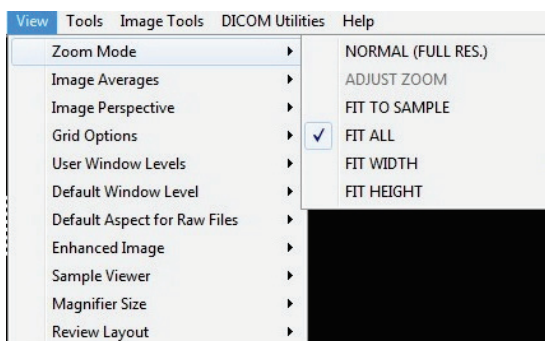 View Tools Image Tools DICOM Utilities Help
Zoom Mode
Image Averages
Image Perspective
Grid Options
User Window Levels
Default Window Level
Default Aspect for Raw Files
Enhanced Image
Sample Viewer
Magnifier Size
Review Layout
NORMAL (FULL RES.)
ADJUST ZOOM
FIT TO SAMPLE
FIT ALL
FIT WIDTH
FIT HEIGHT